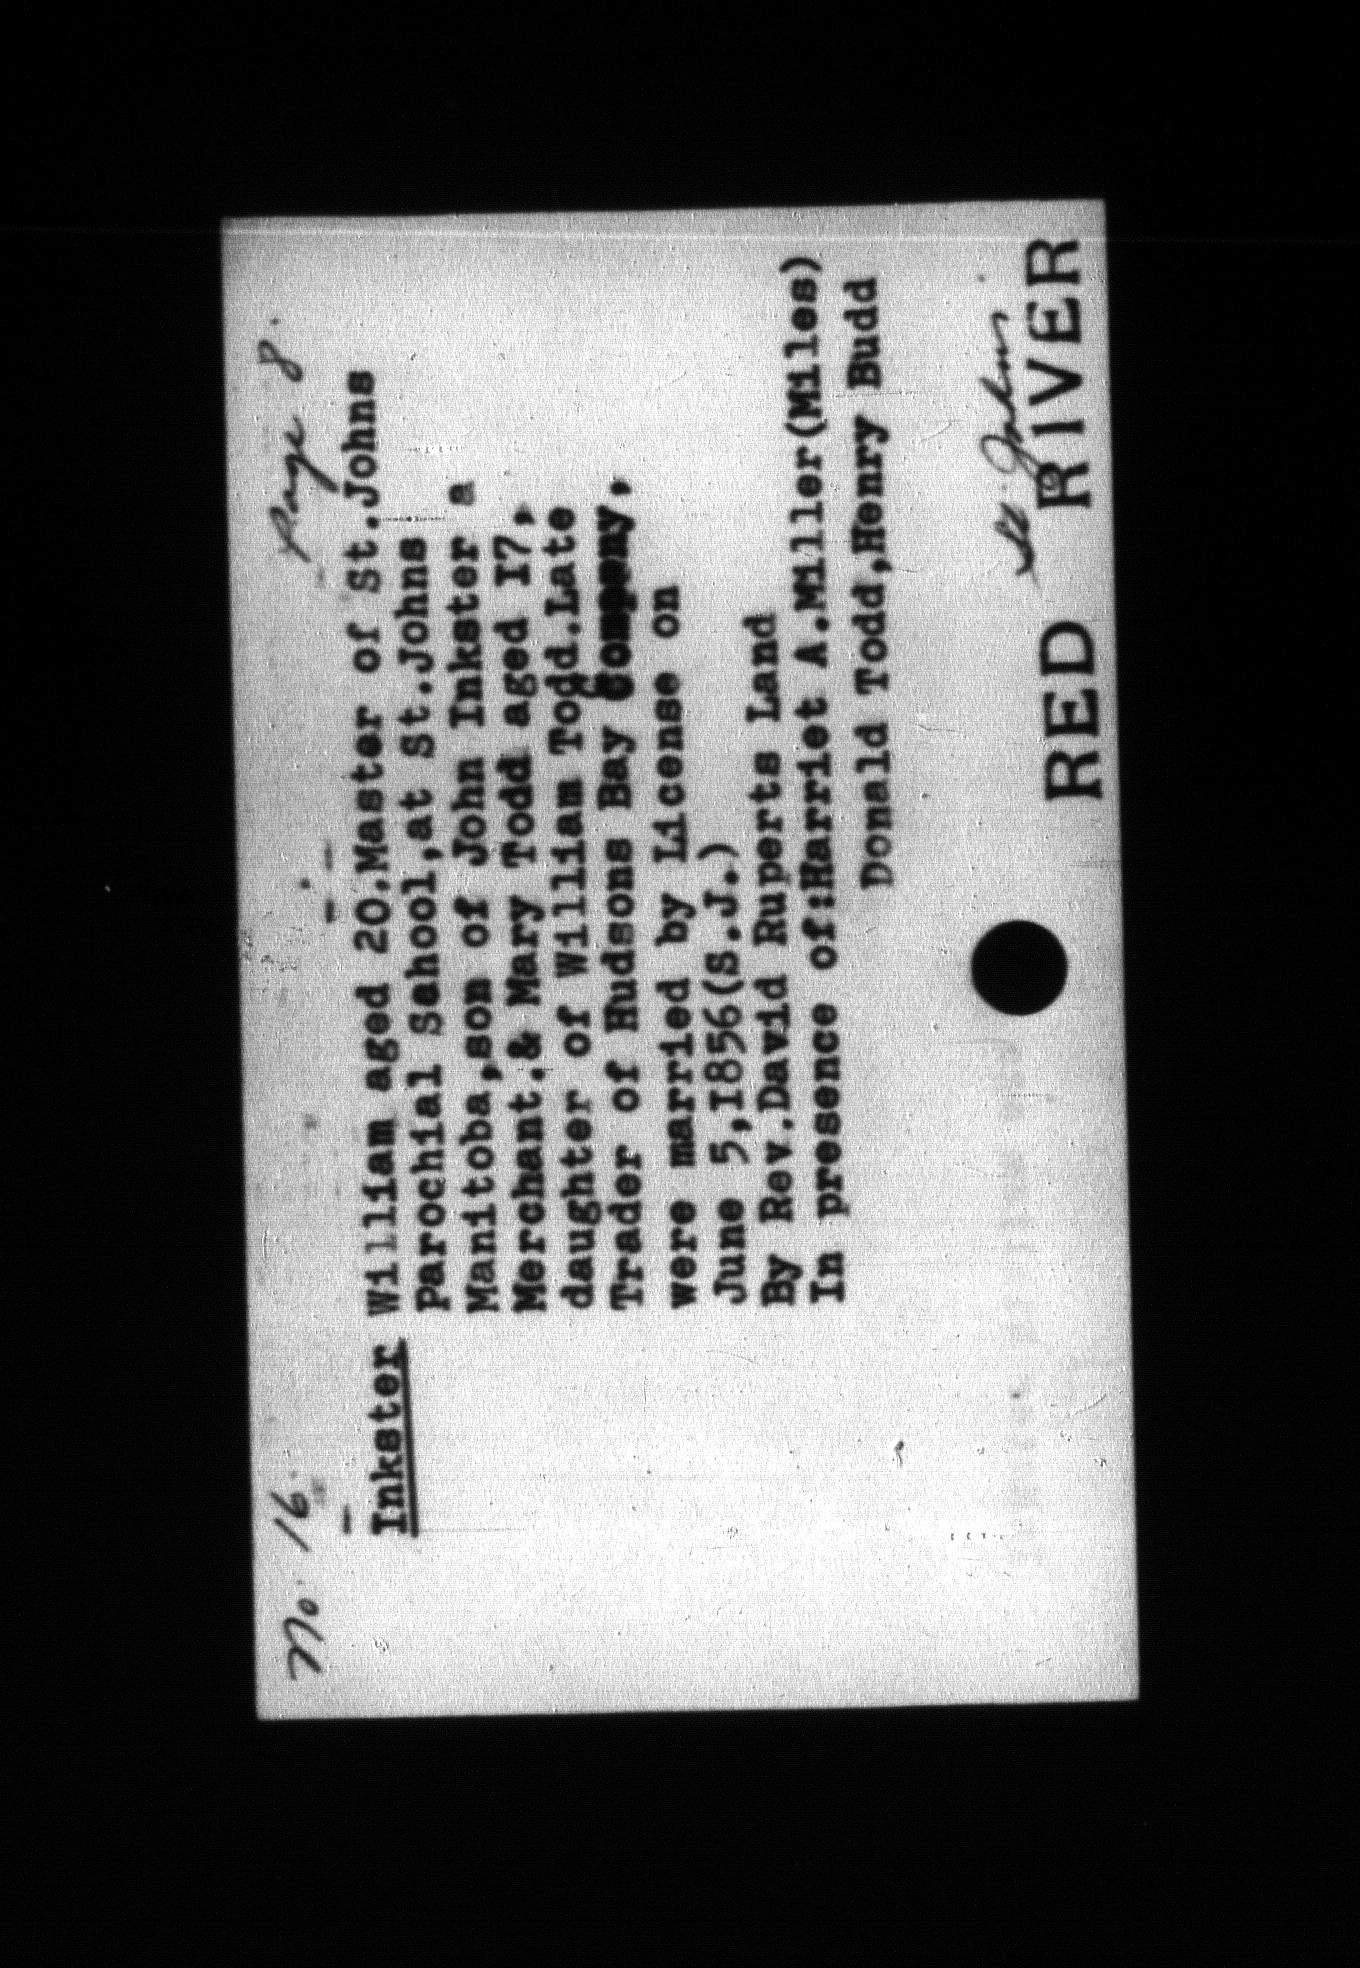 No. 16. Page 8.
Inkster William aged 20.Master of St.Johns
Parochial Sahool,at St.Johns
Manitoba,son of John Inkster a
Merchant.& Mary Todd aged I7,
daughter of William Todd.Late
Trader of Hudsons Bay Company,
were married by License on
June 5,I856(S.J.)
By Rev.David Ruperts Land
In presence of:Harriet A.Miller(Miles)
Donald Todd,Henry Budd
St Johns
RED RIVER